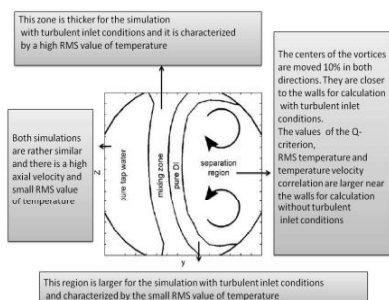 This zone is thicker for the simulation
with turbulent inlet conditions and it is characterized
by a high RMS value of temperature
The centers of the vortices
are moved 10% in both
directions. They are closer
to the walls for calculation
with turbulent inlet
conditions.
The values of the Q-
criterion,
RMS temperature and
temperature velocity
correlation are larger near
the walls for calculation
without turbulent
inlet conditions
Both simulations
are rather similar
and there is a high
axial velocity and
small RMS value
of temperature
Z
ure tap water
mixing zone
pure DI
separation
region
y
This region is larger for the simulation with turbulent inlet conditions
and characterized by the small RMS value of temperature